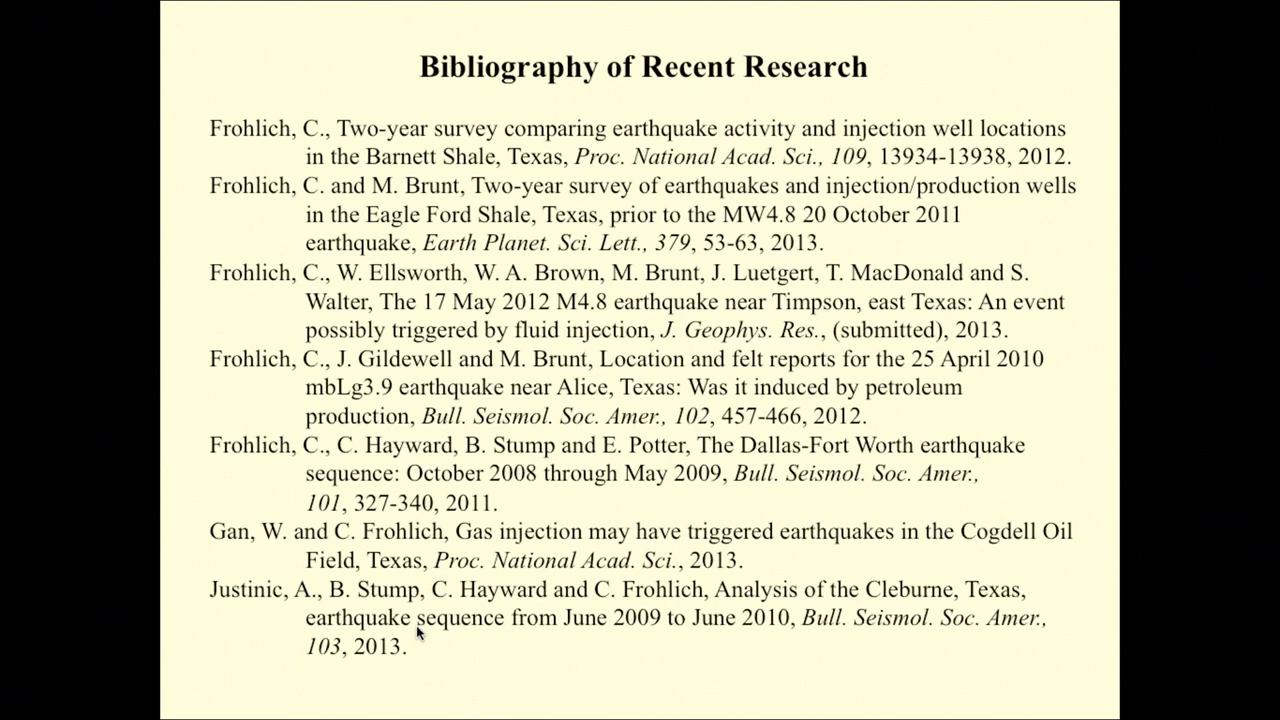 Bibliography of Recent Research
Frohlich, C., Two-year survey comparing earthquake activity and injection well locations
in the Barnett Shale, Texas, Proc. National Acad. Sci., 109, 13934-13938, 2012.
Frohlich, C. and M. Brunt, Two-year survey of earthquakes and injection/production wells
in the Eagle Ford Shale, Texas, prior to the MW4.8 20 October 2011
earthquake, Earth Planet. Sci. Lett., 379, 53-63, 2013.
Frohlich, C., W. Ellsworth, W. A. Brown, M. Brunt, J. Luetgert, T. MacDonald and S.
Walter, The 17 May 2012 M4.8 earthquake near Timpson, east Texas: An event
possibly triggered by fluid injection, J. Geophys. Res., (submitted), 2013.
Frohlich, C., J. Gildewell and M. Brunt, Location and felt reports for the 25 April 2010
mbLg3.9 earthquake near Alice, Texas: Was it induced by petroleum
production, Bull. Seismol. Soc. Amer., 102, 457-466, 2012.
Frohlich, C., C. Hayward, B. Stump and E. Potter, The Dallas-Fort Worth earthquake
sequence: October 2008 through May 2009, Bull. Seismol. Soc. Amer.,
101, 327-340, 2011.
Gan, W. and C. Frohlich, Gas injection may have triggered earthquakes in the Cogdell Oil
Field, Texas, Proc. National Acad. Sci., 2013.
Justinic, A., B. Stump, C. Hayward and C. Frohlich, Analysis of the Cleburne, Texas,
earthquake sequence from June 2009 to June 2010, Bull. Seismol. Soc. Amer.,
103, 2013.